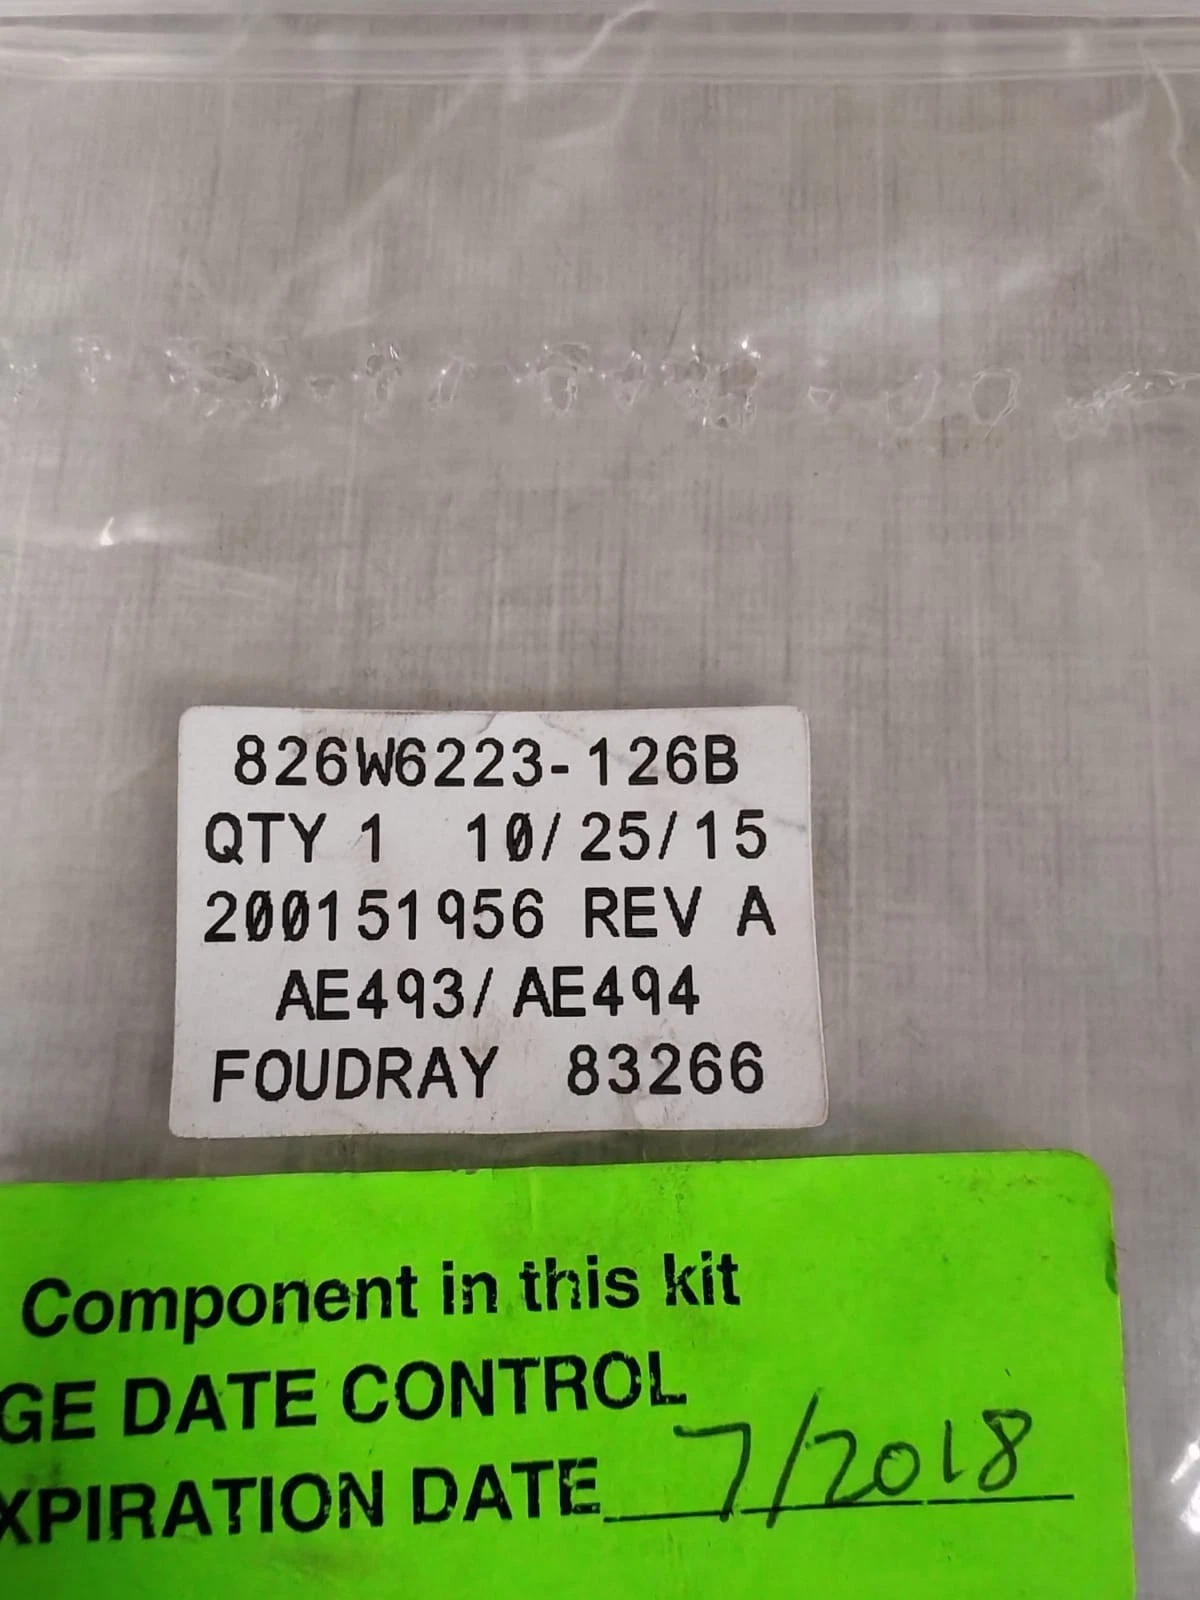 826W6223-126B
QTY 1 10/25/15
200151956 REV A
AE493/AE494
FOUDRAY 83266
Component in this kit
GE DATE CONTROL
XPIRATION DATE 7/2018